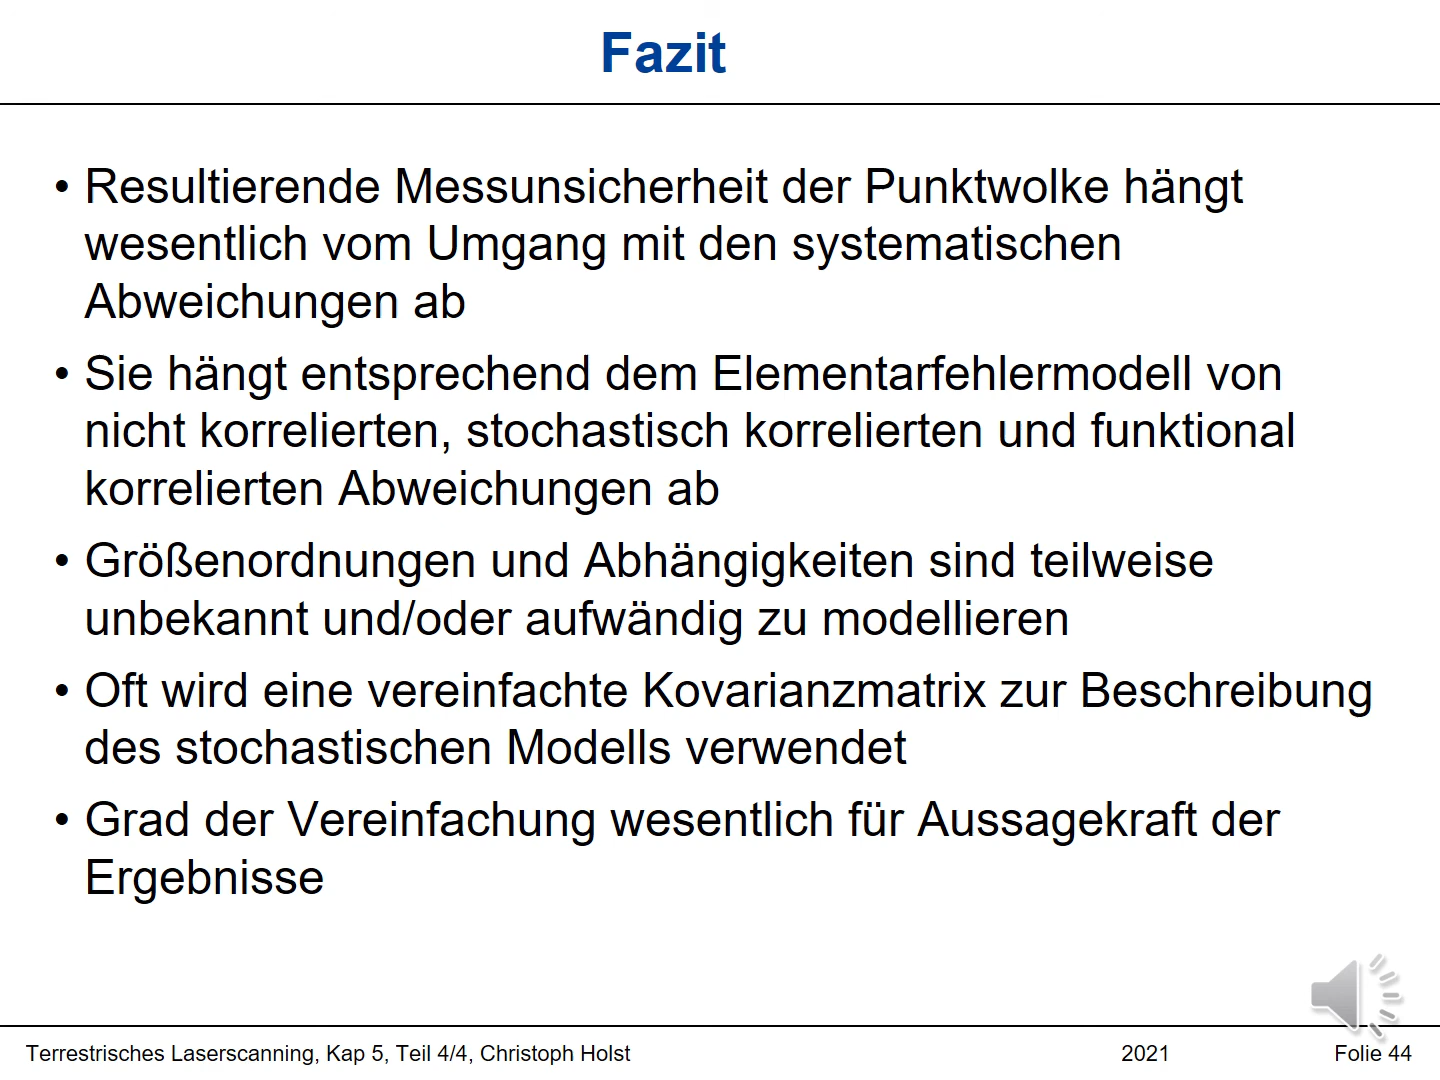 Fazit
• Resultierende Messunsicherheit der Punktwolke hängt
wesentlich vom Umgang mit den systematischen
Abweichungen ab
• Sie hängt entsprechend dem Elementarfehlermodell von
nicht korrelierten, stochastisch korrelierten und funktional
korrelierten Abweichungen ab
• Größenordnungen und Abhängigkeiten sind teilweise
unbekannt und/oder aufwändig zu modellieren
• Oft wird eine vereinfachte Kovarianzmatrix zur Beschreibung
des stochastischen Modells verwendet
• Grad der Vereinfachung wesentlich für Aussagekraft der
Ergebnisse
Terrestrisches Laserscanning, Kap 5, Teil 4/4, Christoph Holst 2021 Folie 44